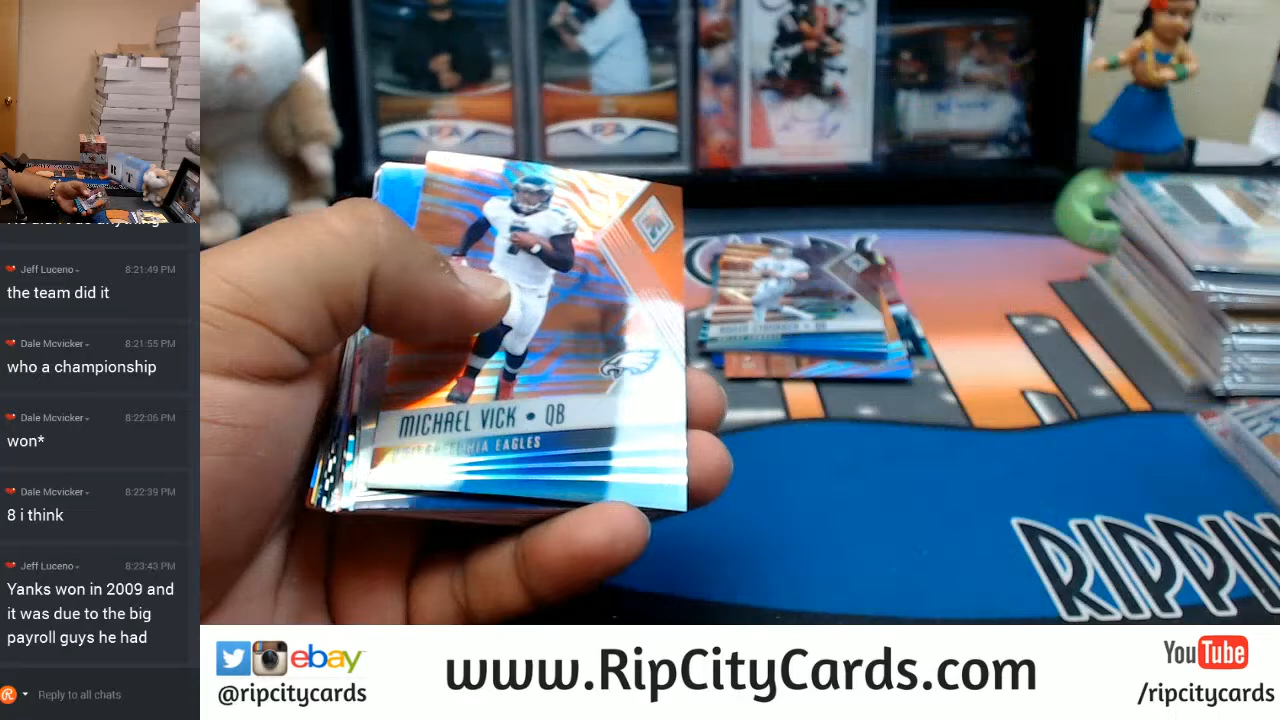 Jeff Luceno
8:21:49 PM
the team did it
Dale Mcvicker
8:21:55 PM
who a championship
Dale Mcvicker
8:22:06 PM
won*
Dale Mcvicker
8:22:39 PM
8 i think
Jeff Luceno
8:23:43 PM
Yanks won in 2009 and
it was due to the big
payroll guys he had
Reply to all chats
MICHAEL VICK • QB
EAGLES
RIPPIN
ebay
@ripcitycards
www.RipCityCards.com
YouTube
/ripcitycards